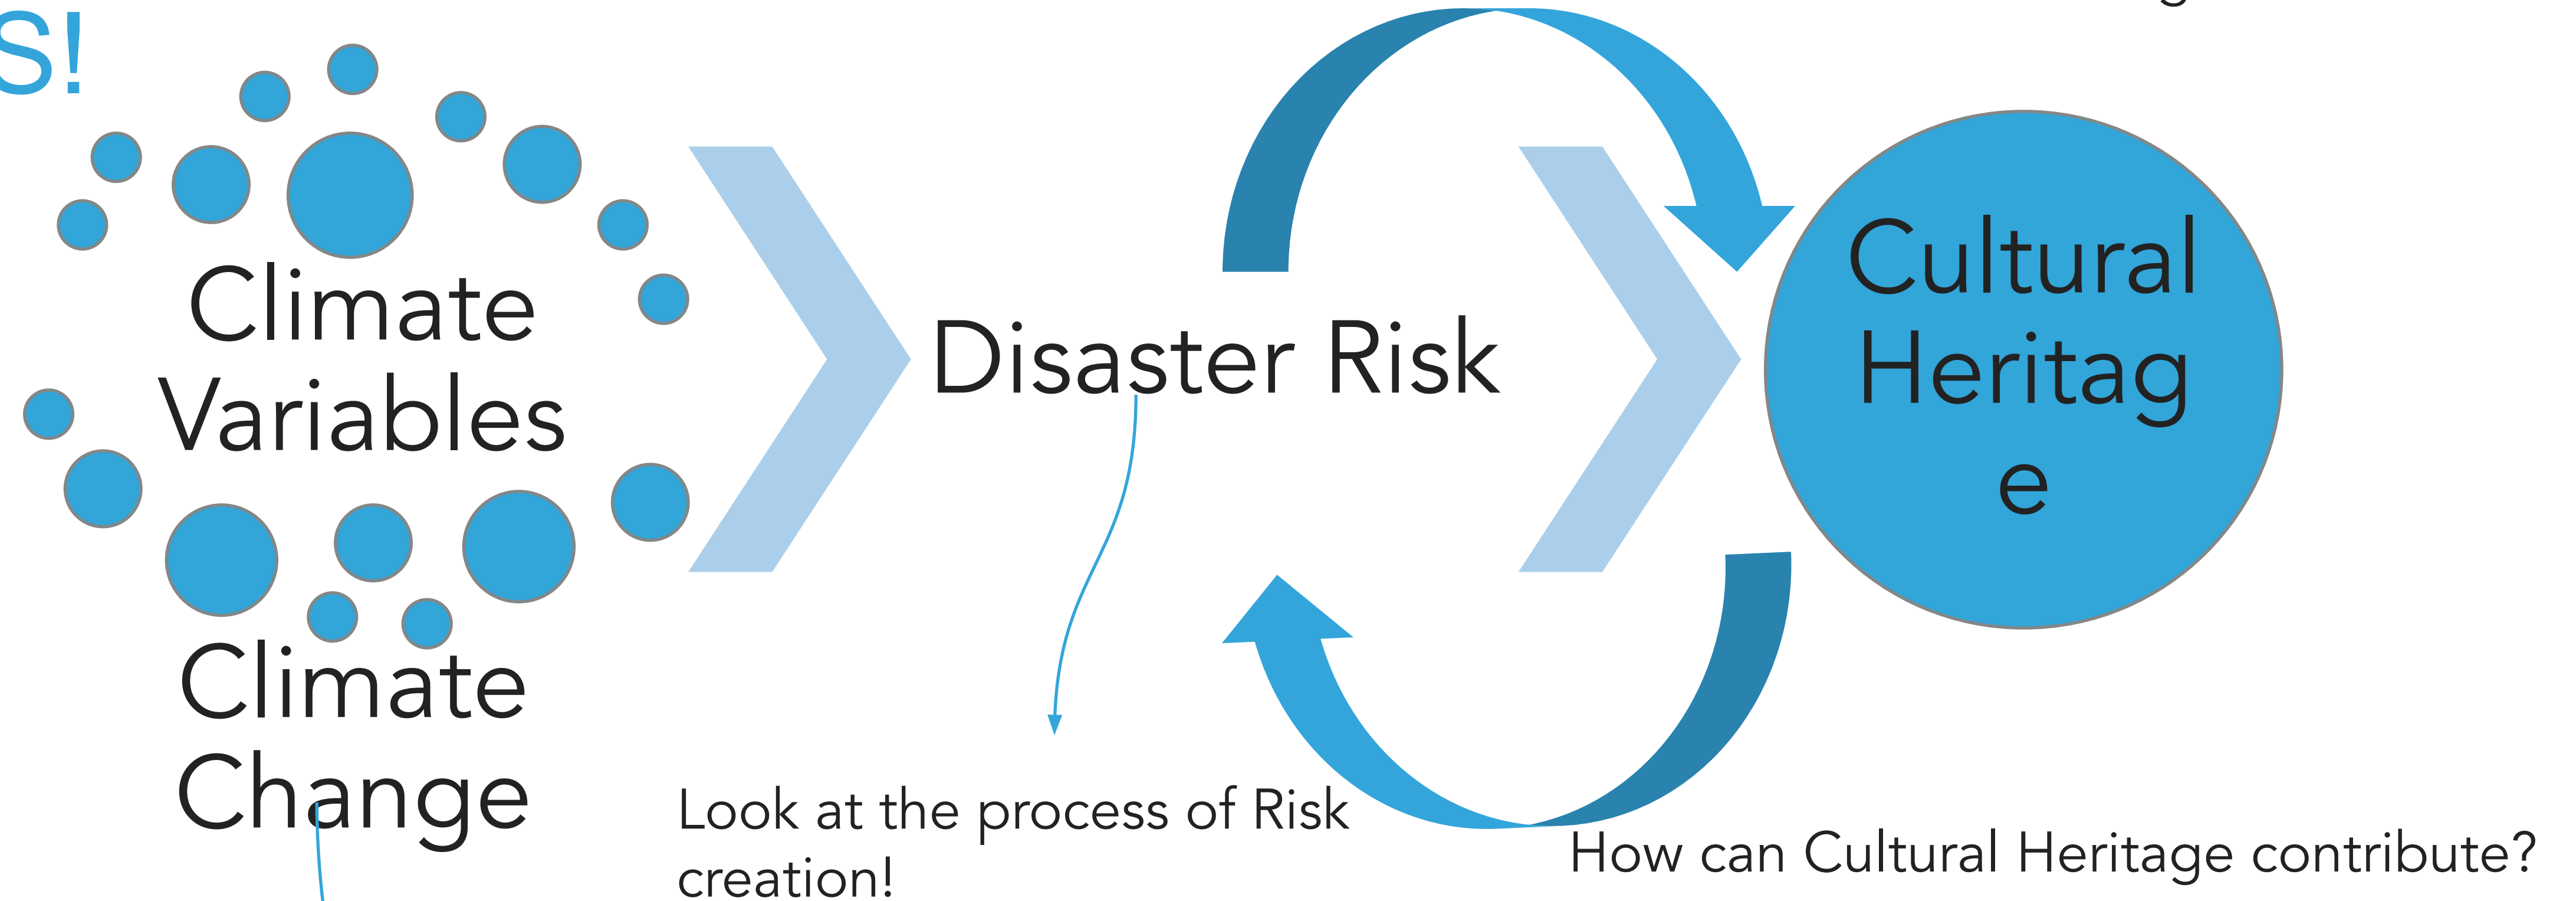 S!
Climate
Variables
Climate
Change
Disaster Risk
Look at the process of Risk
creation!
Cultural
Heritag
e
How can Cultural Heritage contribute?